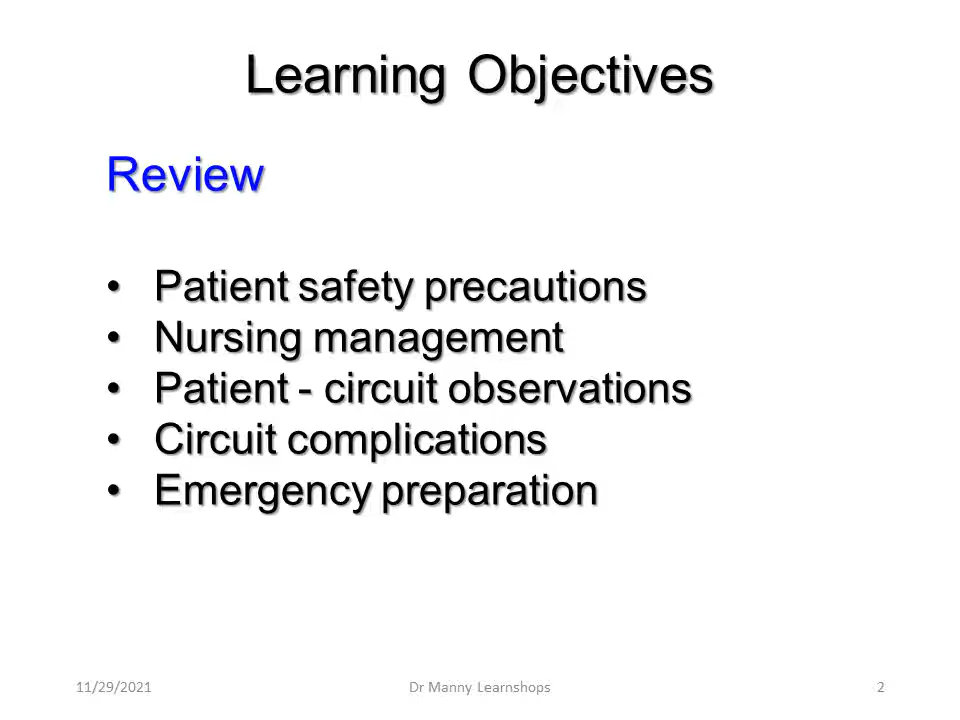 Learning Objectives
Review
• Patient safety precautions
• Nursing management
• Patient - circuit observations
• Circuit complications
• Emergency preparation
11/29/2021 Dr Manny Learnshops 2